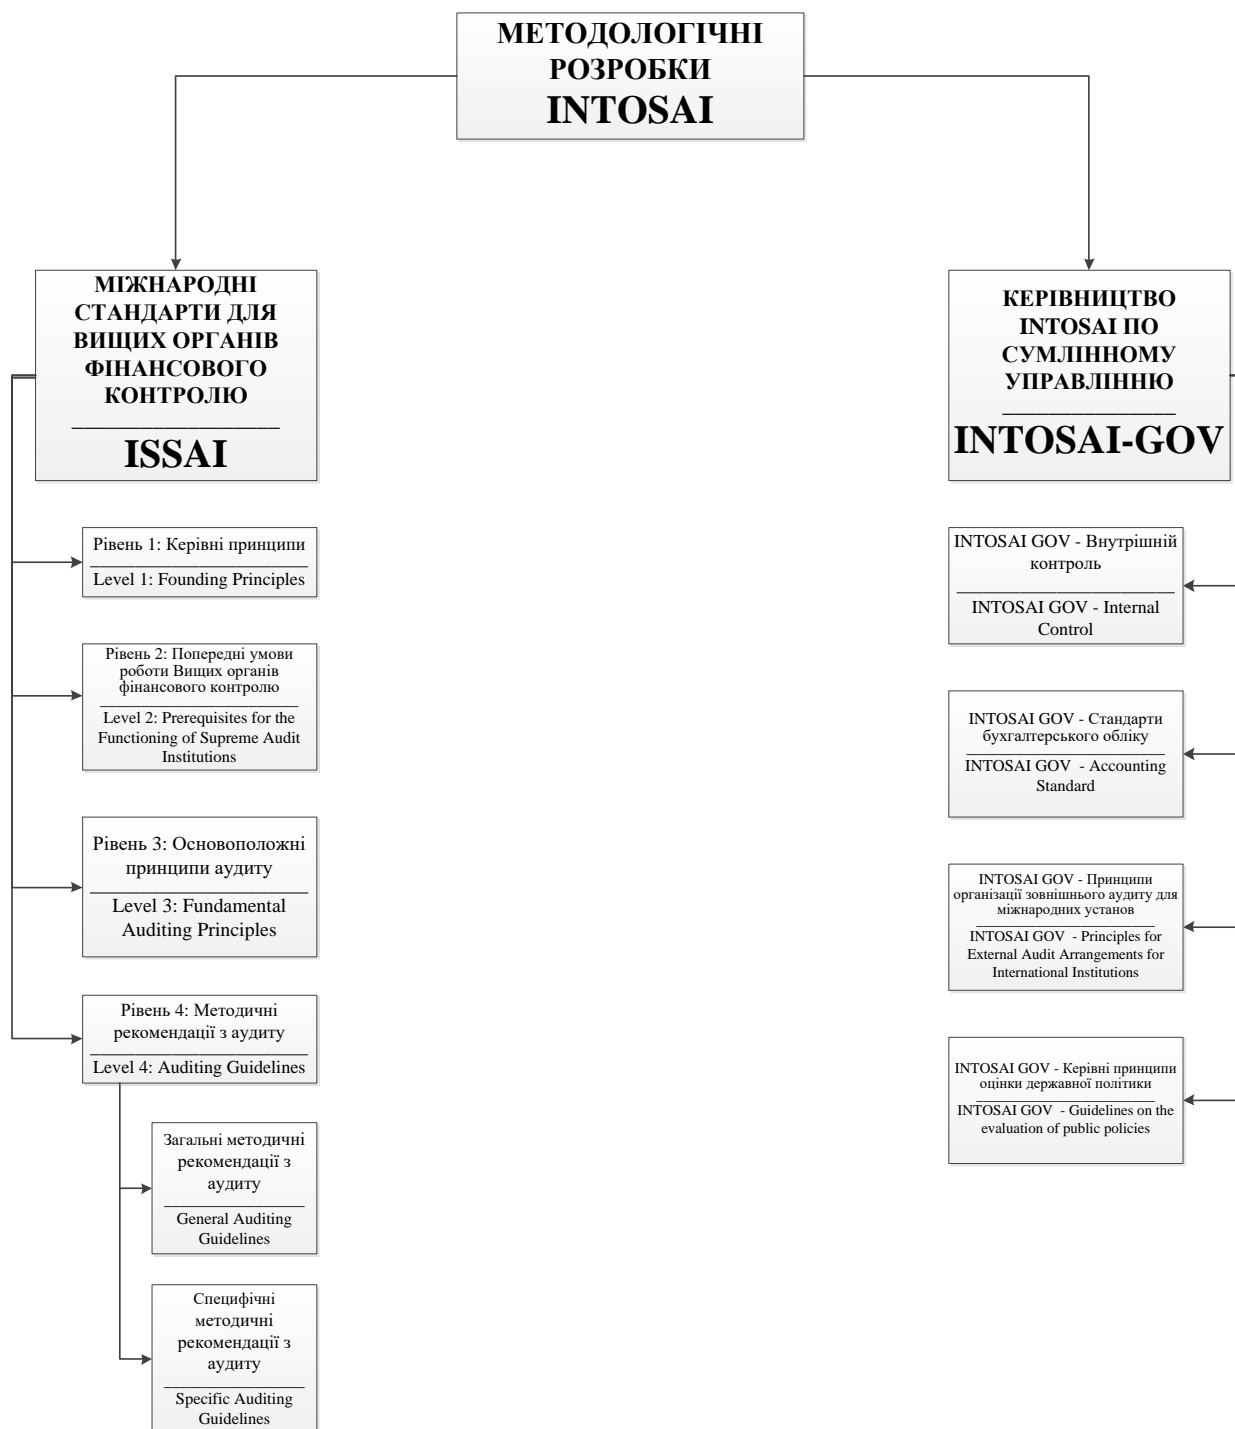 МЕТОДОЛОГІЧНІ
РОЗРОБКИ
INTOSAI
МІЖНАРОДНІ
СТАНДАРТИ ДЛЯ
ВИЩИХ ОРГАНІВ
ФІНАНСОВОГО
КОНТРОЛЮ
ISSAI
Рівень 1: Керівні принципи
Level 1: Founding Principles
Рівень 2: Попередні умови
роботи Вищих органів
фінансового контролю
Level 2: Prerequisites for the
Functioning of Supreme Audit
Institutions
Рівень 3: Основоположні
принципи аудиту
Level 3: Fundamental
Auditing Principles
Рівень 4: Методичні
рекомендації з аудиту
Level 4: Auditing Guidelines
Загальні методичні
рекомендації з
аудиту
General Auditing
Guidelines
Специфічні
методичні
рекомендації з
аудиту
Specific Auditing
Guidelines
КЕРІВНИЦТВО
INTOSAI ПО
СУМЛІННОМУ
УПРАВЛІННЮ
INTOSAI-GOV
INTOSAI GOV - Внутрішній
контроль
INTOSAI GOV - Internal
Control
INTOSAI GOV - Стандарти
бухгалтерського обліку
INTOSAI GOV - Accounting
Standard
INTOSAI GOV - Принципи
організації зовнішнього аудиту для
міжнародних установ
INTOSAI GOV - Principles for
External Audit Arrangements for
International Institutions
INTOSAI GOV - Керівні принципи
оцінки державної політики
INTOSAI GOV - Guidelines on the
evaluation of public policies